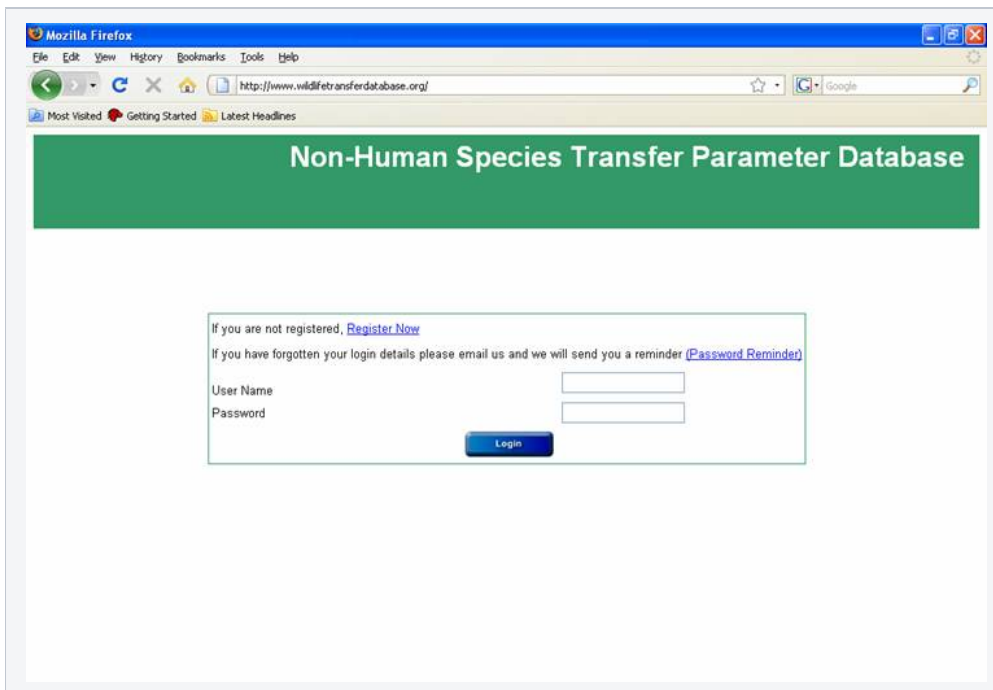 Mozilla Firefox
File Edit View History Bookmarks Tools Help
http://www.wildlifetransferdatabase.org/
Google
Most Visited Getting Started Latest Headlines
Non-Human Species Transfer Parameter Database
If you are not registered, Register Now
If you have forgotten your login details please email us and we will send you a reminder (Password Reminder)
User Name
Password
Login